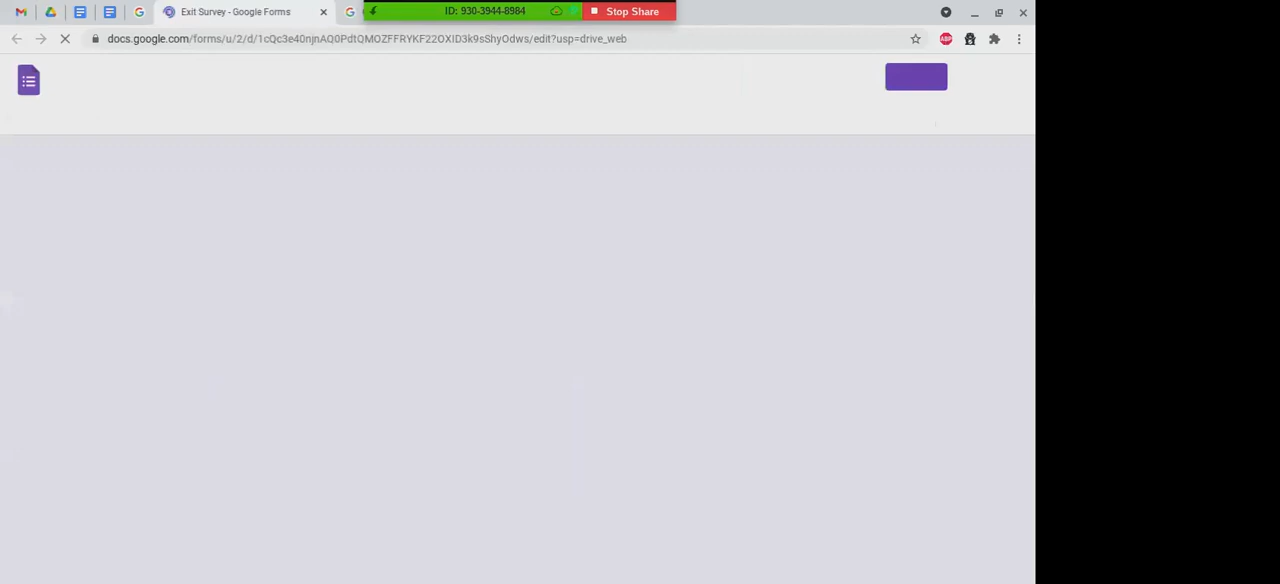 Exit Survey - Google Forms
ID: 930-3944-8984
Stop Share
docs.google.com/forms/u/2/d/1cQc3e40njnAQ0PdtQMOZFFRYKF22OXID3k9sShyOdws/edit?usp=drive_web
ABP